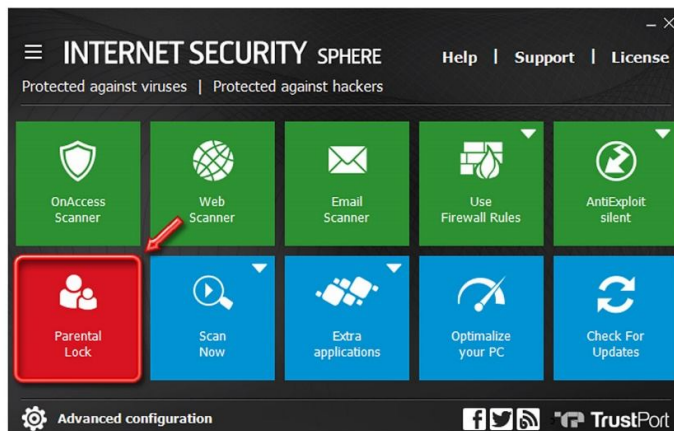 INTERNET SECURITY SPHERE
Help | Support | License
Protected against viruses | Protected against hackers
OnAccess
Scanner
Web
Scanner
Email
Scanner
Use
Firewall Rules
AntiExploit
silent
Parental
Lock
Scan
Now
Extra
applications
Optimalize
your PC
Check For
Updates
Advanced configuration
TrustPort